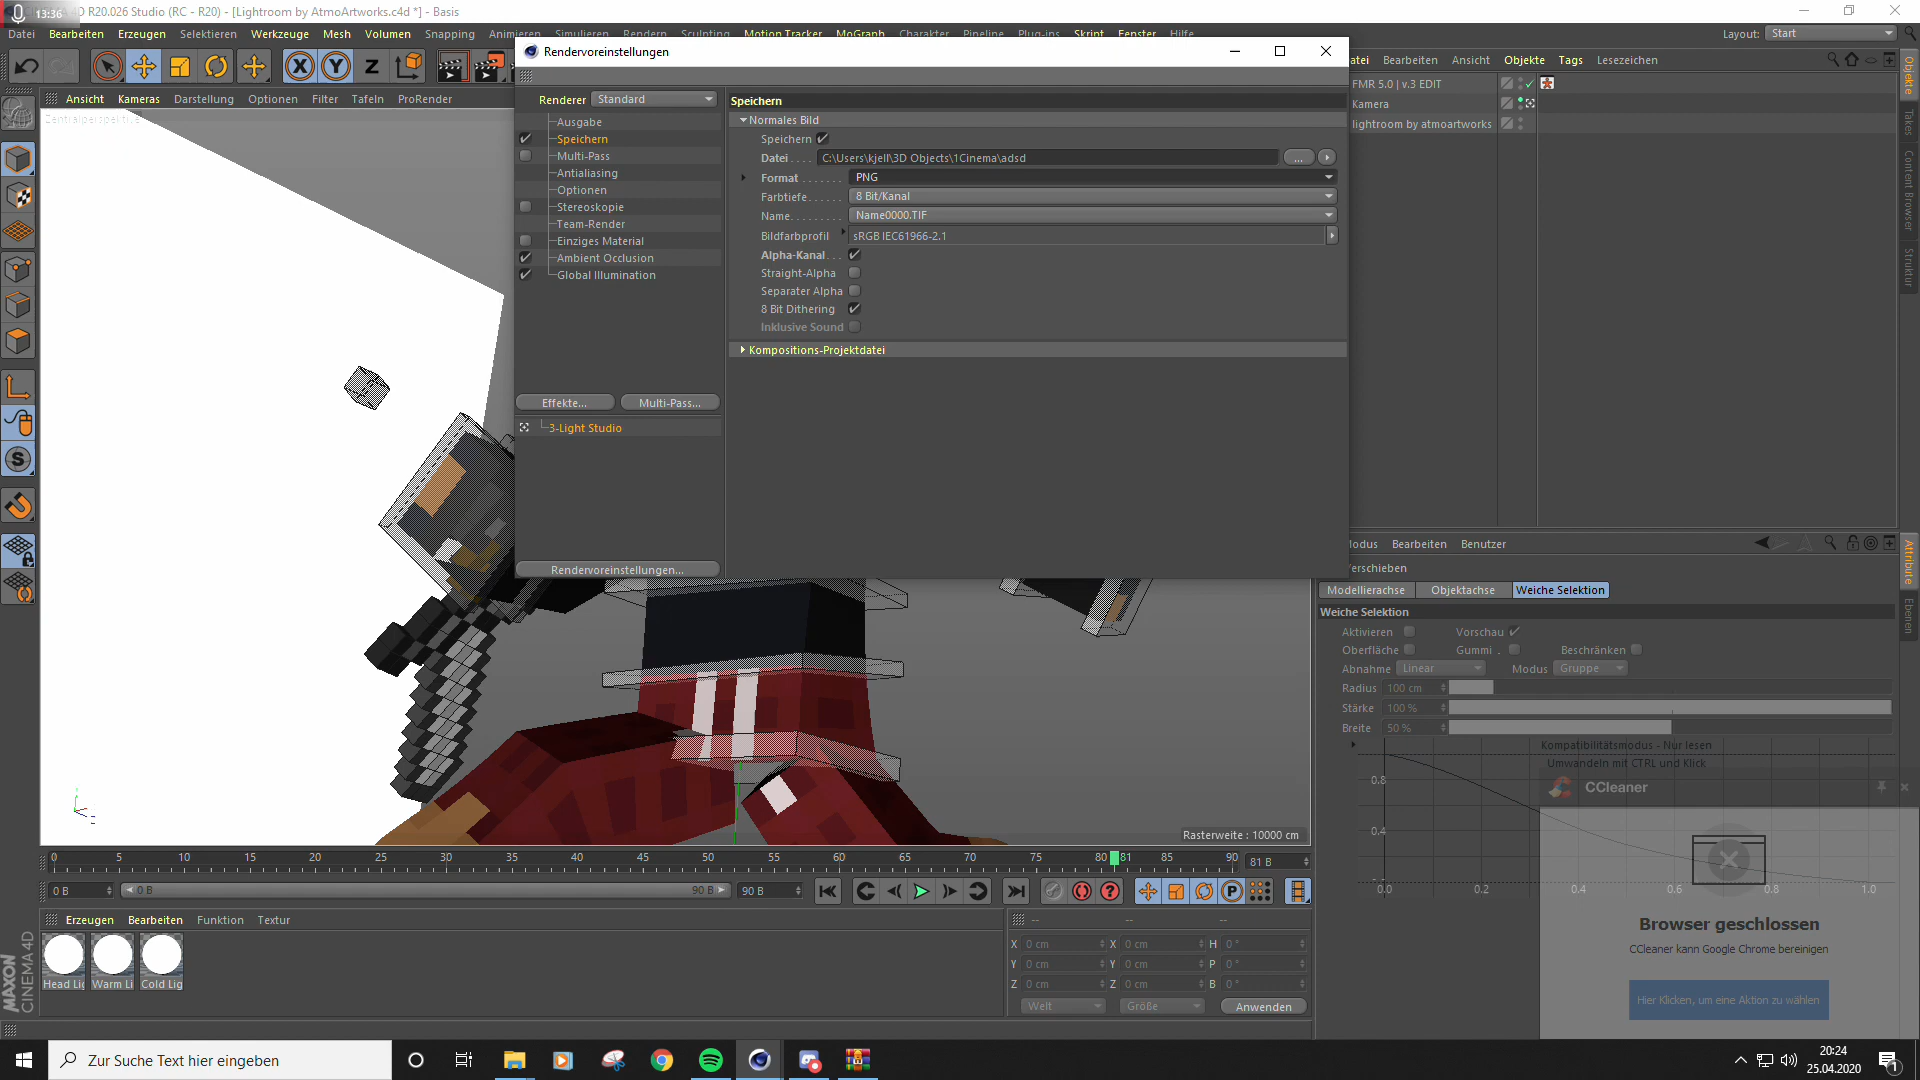 13:36
4D R20.026 Studio (RC - R20) - [Lightroom by AtmoArtworks.c4d *] - Basis
Datei Bearbeiten Erzeugen Selektieren Werkzeuge Mesh Volumen Snapping Animieren Simulieren Rendern Sculpting Motion Tracker MoGraph Charakter Pipeline Plug-ins Skript Fenster Hilfe
Layout: Start
Ansicht Kameras Darstellung Optionen Filter Tafeln ProRender
Zentralperspektive
Rendervoreinstellungen
Renderer Standard
Ausgabe
Speichern
Multi-Pass
Antialiasing
Optionen
Stereoskopie
Team-Render
Einziges Material
Ambient Occlusion
Global Illumination
Effekte... Multi-Pass...
3-Light Studio
Rendervoreinstellungen...
Speichern
Normales Bild
Speichern
Datei C:\Users\kjell\3D Objects\1Cinema\adsd ...
Format PNG
Farbtiefe 8 Bit/Kanal
Name Name0000.TIF
Bildfarbprofil sRGB IEC61966-2.1
Alpha-Kanal
Straight-Alpha
Separater Alpha
8 Bit Dithering
Inklusive Sound
Kompositions-Projektdatei
atei Bearbeiten Ansicht Objekte Tags Lesezeichen
FMR 5.0 | v.3 EDIT
Kamera
lightroom by atmoartworks
Objekte
Takes
Content Browser
Struktur
Modus Bearbeiten Benutzer
Verschieben
Modellierachse Objektachse Weiche Selektion
Weiche Selektion
Aktivieren Vorschau
Oberfläche Gummi . Beschränken
Abnahme Linear Modus Gruppe
Radius 100 cm
Stärke 100 %
Breite 50 %
Kompatibilitätsmodus - Nur lesen
Umwandeln mit CTRL und Klick
0.8
0.4
0.0 0.2 0.4 0.6 0.8 1.0
Attribute
Ebenen
CCleaner
Browser geschlossen
CCleaner kann Google Chrome bereinigen
Hier Klicken, um eine Aktion zu wählen
Rasterweite : 10000 cm
0 5 10 15 20 25 30 35 40 45 50 55 60 65 70 75 80 81 85 90 81 B
0 B 0 B 90 B 90 B
Erzeugen Bearbeiten Funktion Textur
Head Lig Warm Li Cold Lig
MAXON
CINEMA 4D
-- -- --
X 0 cm X 0 cm H 0 °
Y 0 cm Y 0 cm P 0 °
Z 0 cm Z 0 cm B 0 °
Welt Größe Anwenden
Zur Suche Text hier eingeben
20:24
25.04.2020
1